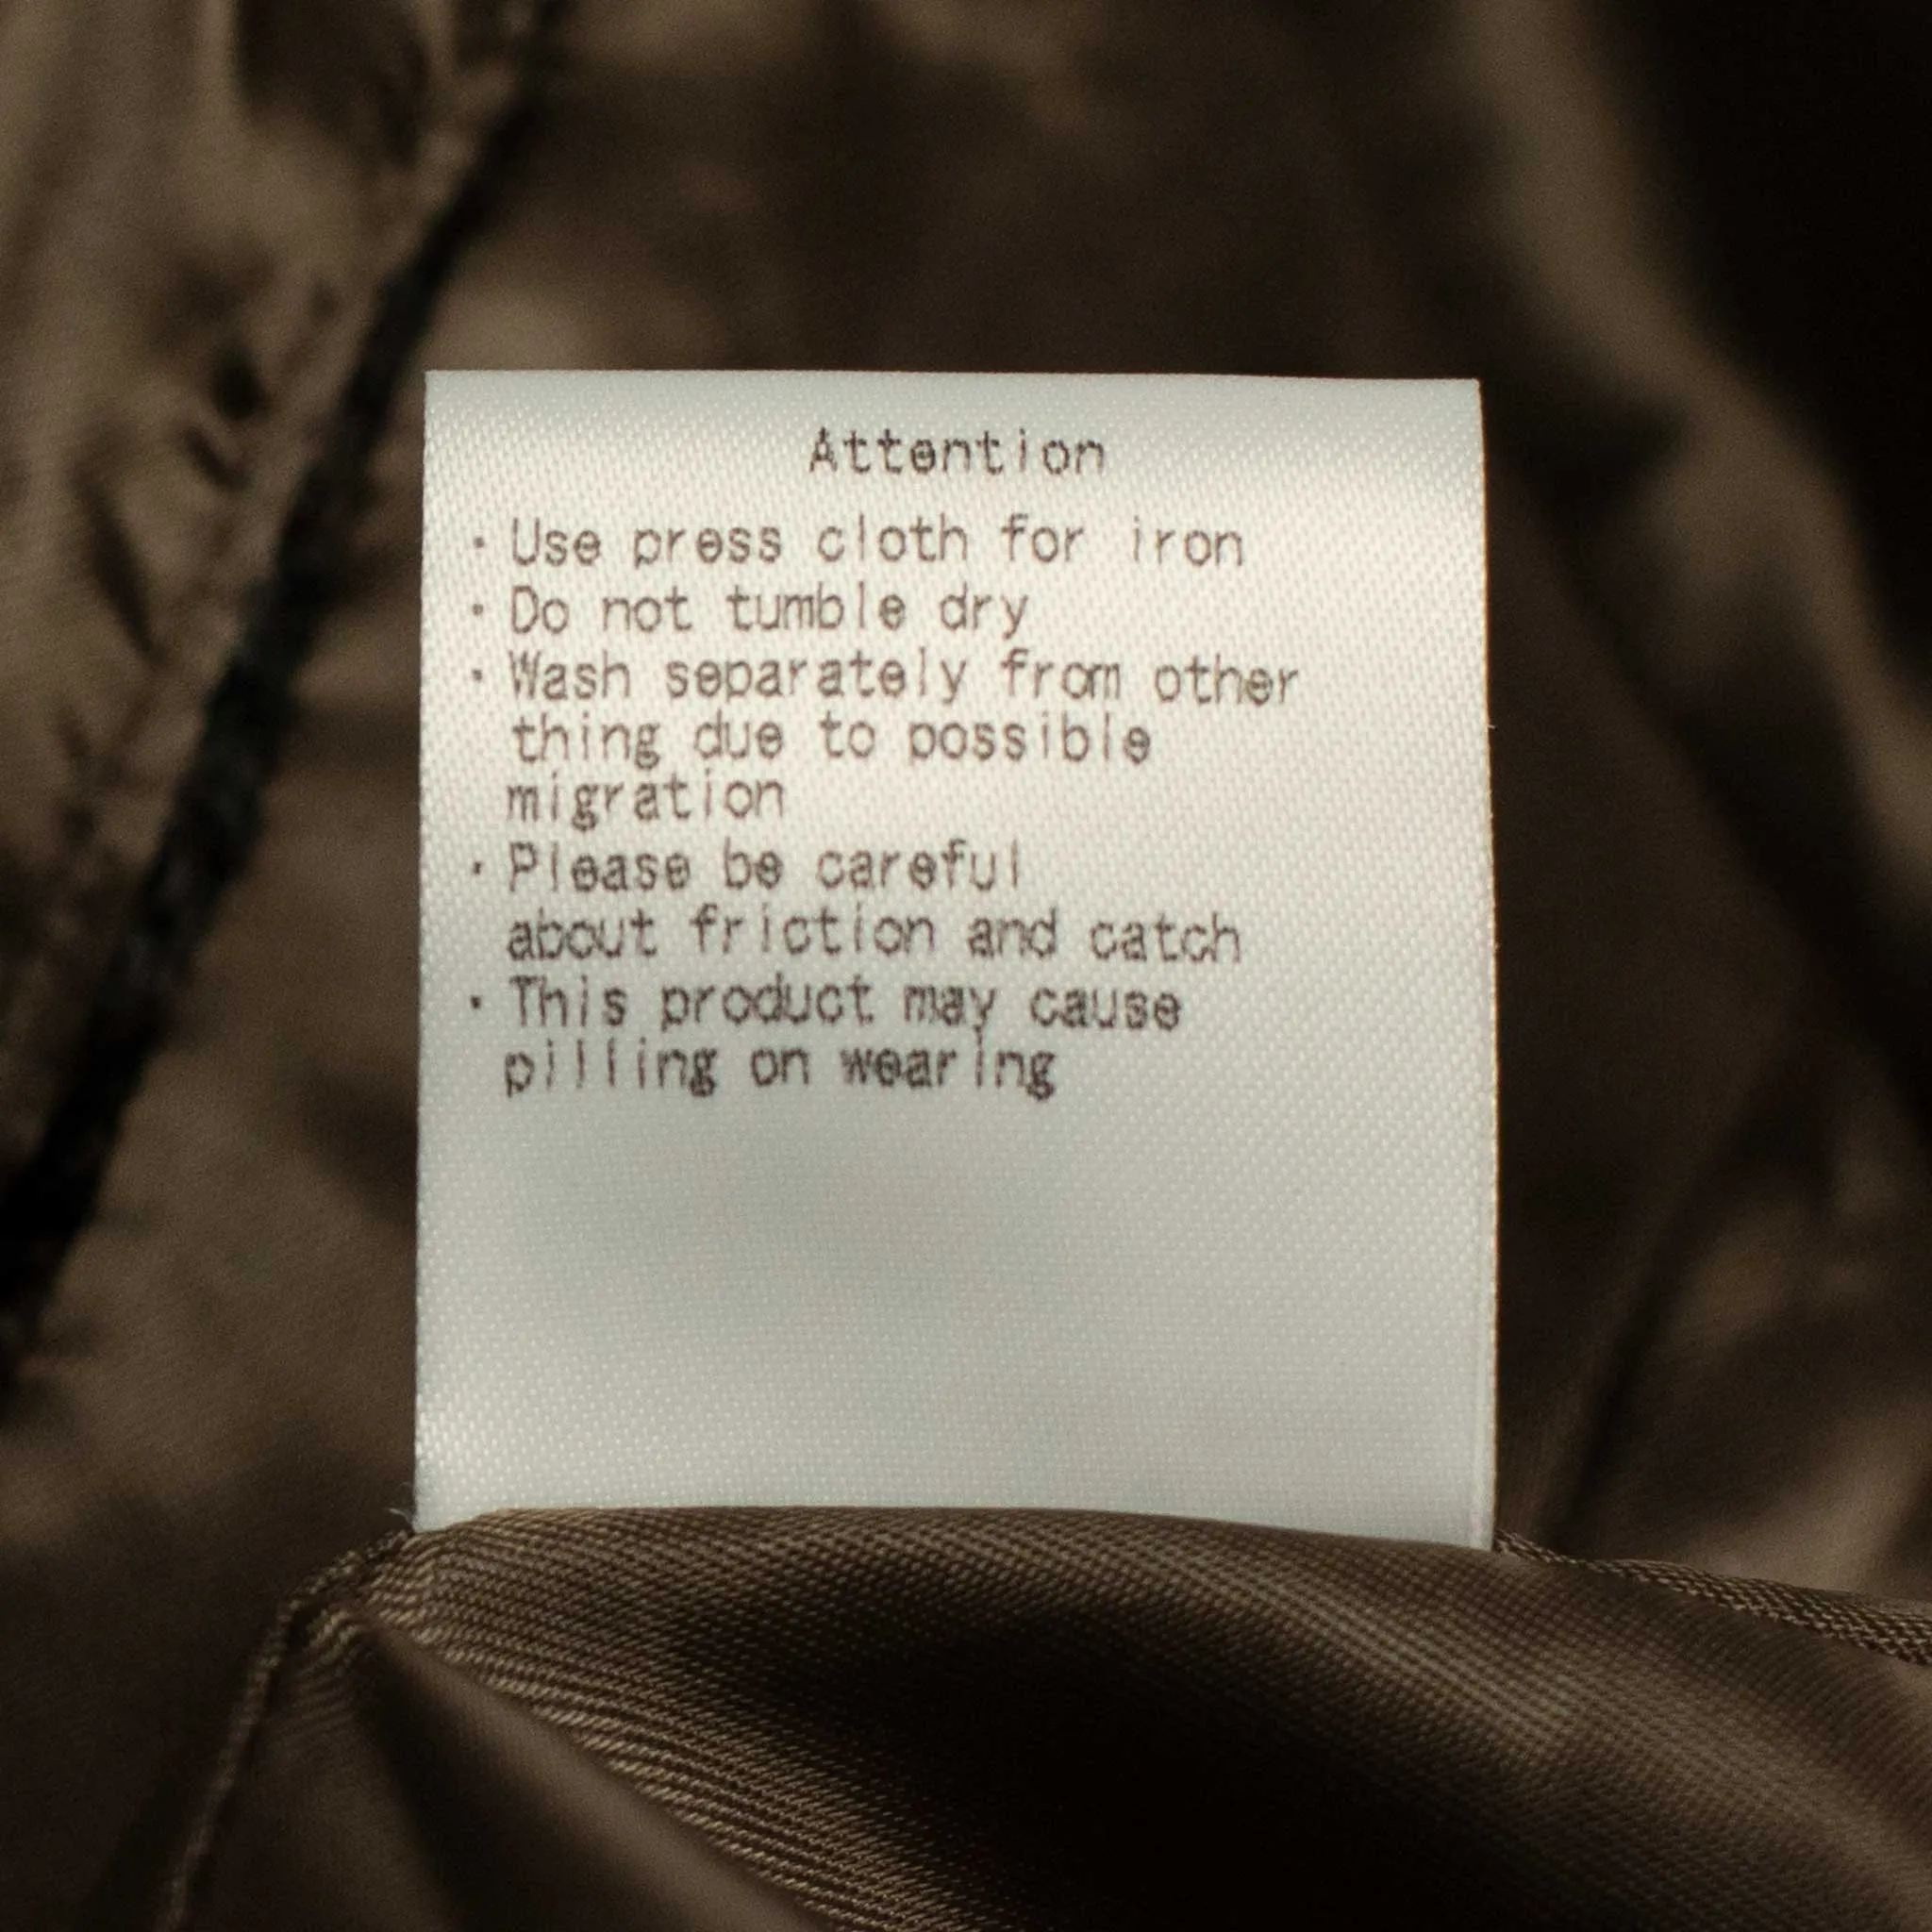 Attention
・Use press cloth for iron
・Do not tumble dry
・Wash separately from other
thing due to possible
migration
・Please be careful
about friction and catch
・This product may cause
pilling on wearing